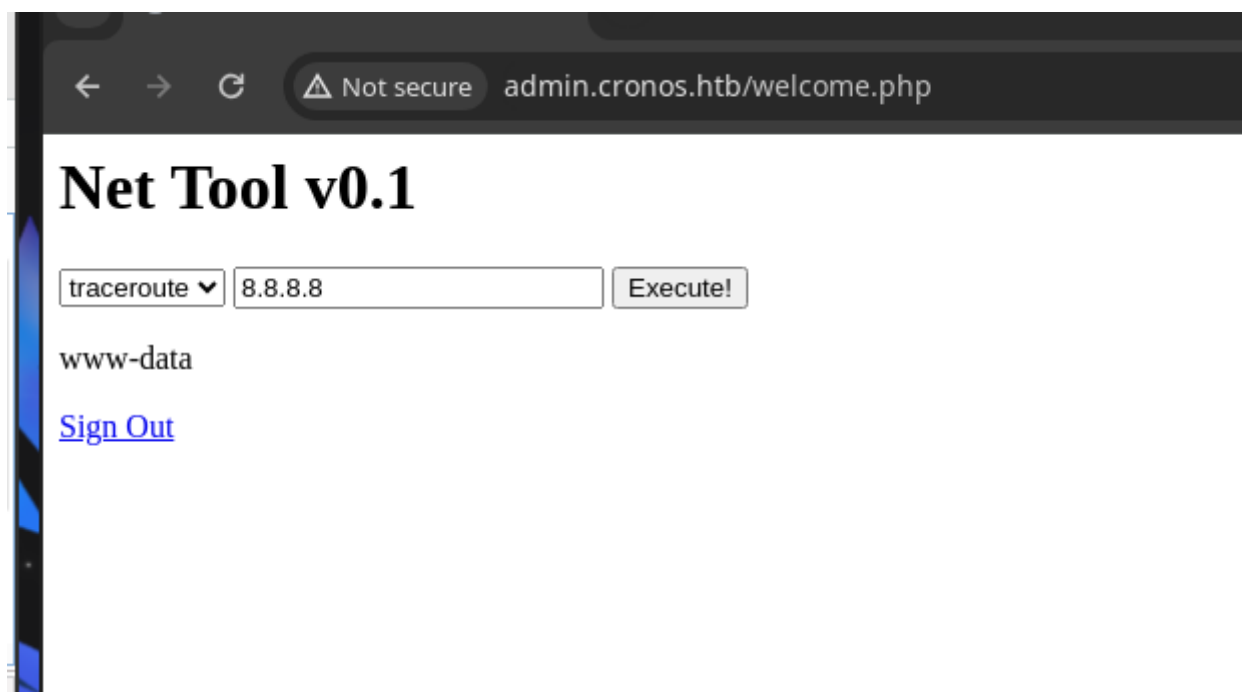 Not secure admin.cronos.htb/welcome.php
Net Tool v0.1
traceroute 8.8.8.8 Execute!
www-data
Sign Out